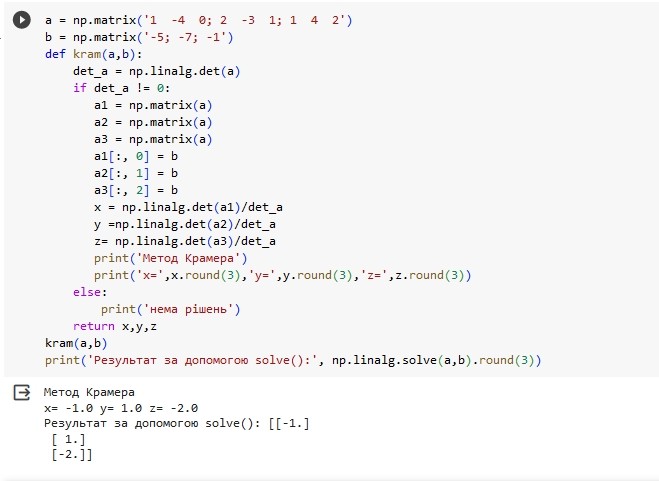 a = np.matrix('1  -4  0; 2  -3  1; 1  4  2')
b = np.matrix('-5; -7; -1')
def kram(a,b):
    det_a = np.linalg.det(a)
    if det_a != 0:
       a1 = np.matrix(a)
       a2 = np.matrix(a)
       a3 = np.matrix(a)
       a1[:, 0] = b
       a2[:, 1] = b
       a3[:, 2] = b
       x = np.linalg.det(a1)/det_a
       y =np.linalg.det(a2)/det_a
       z= np.linalg.det(a3)/det_a
       print('Метод Крамера')
       print('x=',x.round(3),'y=',y.round(3),'z=',z.round(3))
    else:
        print('нема рішень')
    return x,y,z
kram(a,b)
print('Результат за допомогою solve():', np.linalg.solve(a,b).round(3))
Метод Крамера
x= -1.0 y= 1.0 z= -2.0
Результат за допомогою solve(): [[-1.]
 [ 1.]
 [-2.]]